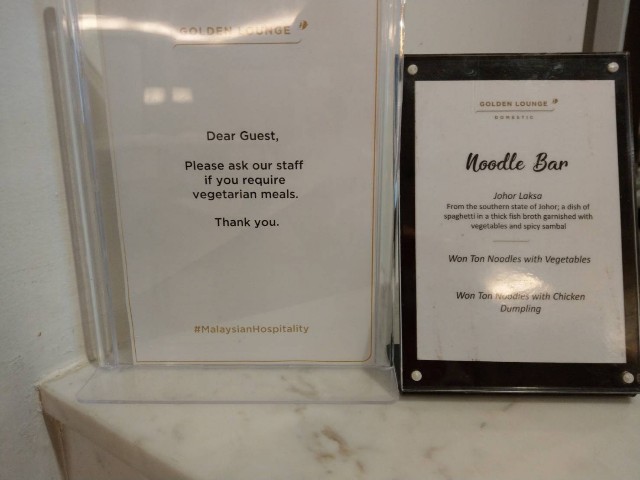 GOLDEN LOUNGE
Dear Guest,
Please ask our staff
if you require
vegetarian meals.
Thank you.
#MalaysianHospitality
GOLDEN LOUNGE
DOMESTIC
Noodle Bar
Johor Laksa
From the southern state of Johor; a dish of
spaghetti in a thick fish broth garnished with
vegetables and spicy sambal
Won Ton Noodles with Vegetables
Won Ton Noodles with Chicken
Dumpling